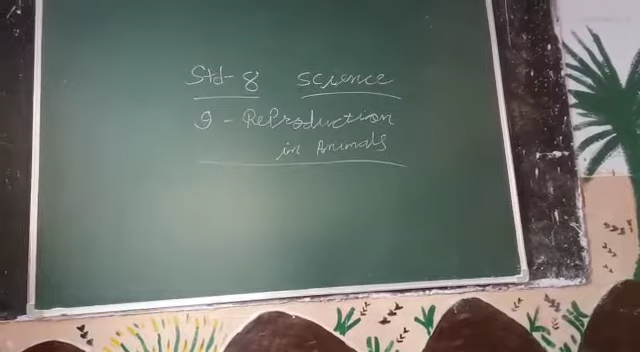 Std-8 Science
9 - Reproduction
in Animals